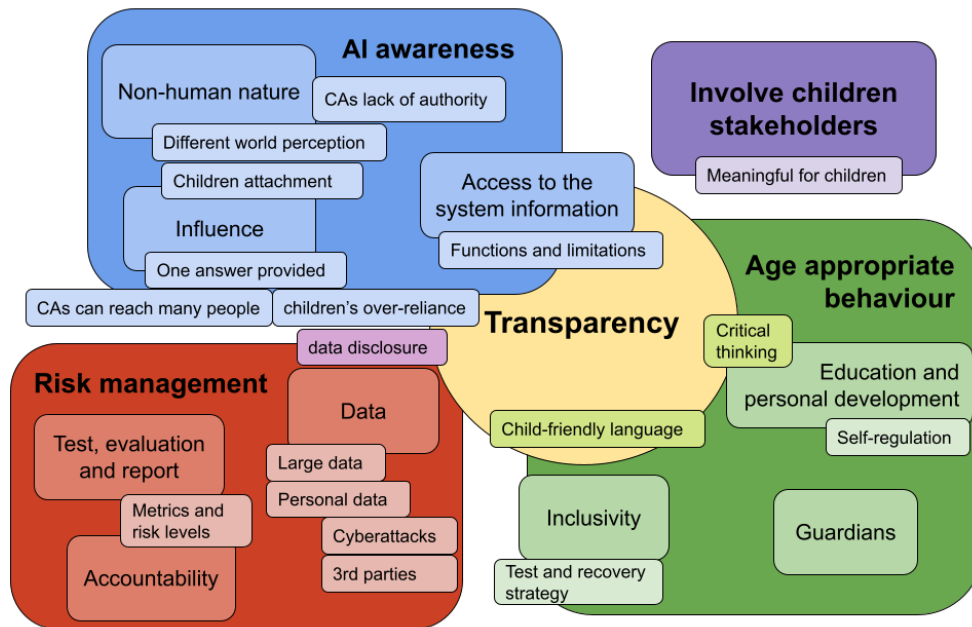 AI awareness
Non-human nature
CAs lack of authority
Different world perception
Children attachment
Influence
One answer provided
CAs can reach many people
children's over-reliance
Access to the
system information
Functions and limitations
Involve children
stakeholders
Meaningful for children
Transparency
Age appropriate
behaviour
Critical
thinking
Education and
personal development
Self-regulation
Child-friendly language
Inclusivity
Test and recovery
strategy
Guardians
data disclosure
Risk management
Data
Large data
Personal data
Cyberattacks
3rd parties
Test, evaluation
and report
Metrics and
risk levels
Accountability